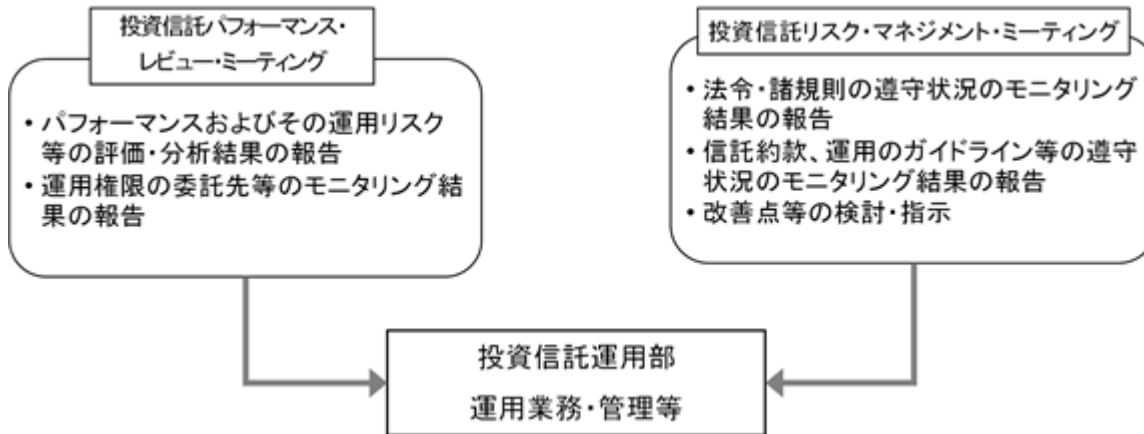 投資信託パフォーマンス・
レビュー・ミーティング
• パフォーマンスおよびその運用リスク
等の評価・分析結果の報告
• 運用権限の委託先等のモニタリング結
果の報告
投資信託リスク・マネジメント・ミーティング
• 法令・諸規則の遵守状況のモニタリング
結果の報告
• 信託約款、運用のガイドライン等の遵守
状況のモニタリング結果の報告
• 改善点等の検討・指示
投資信託運用部
運用業務・管理等